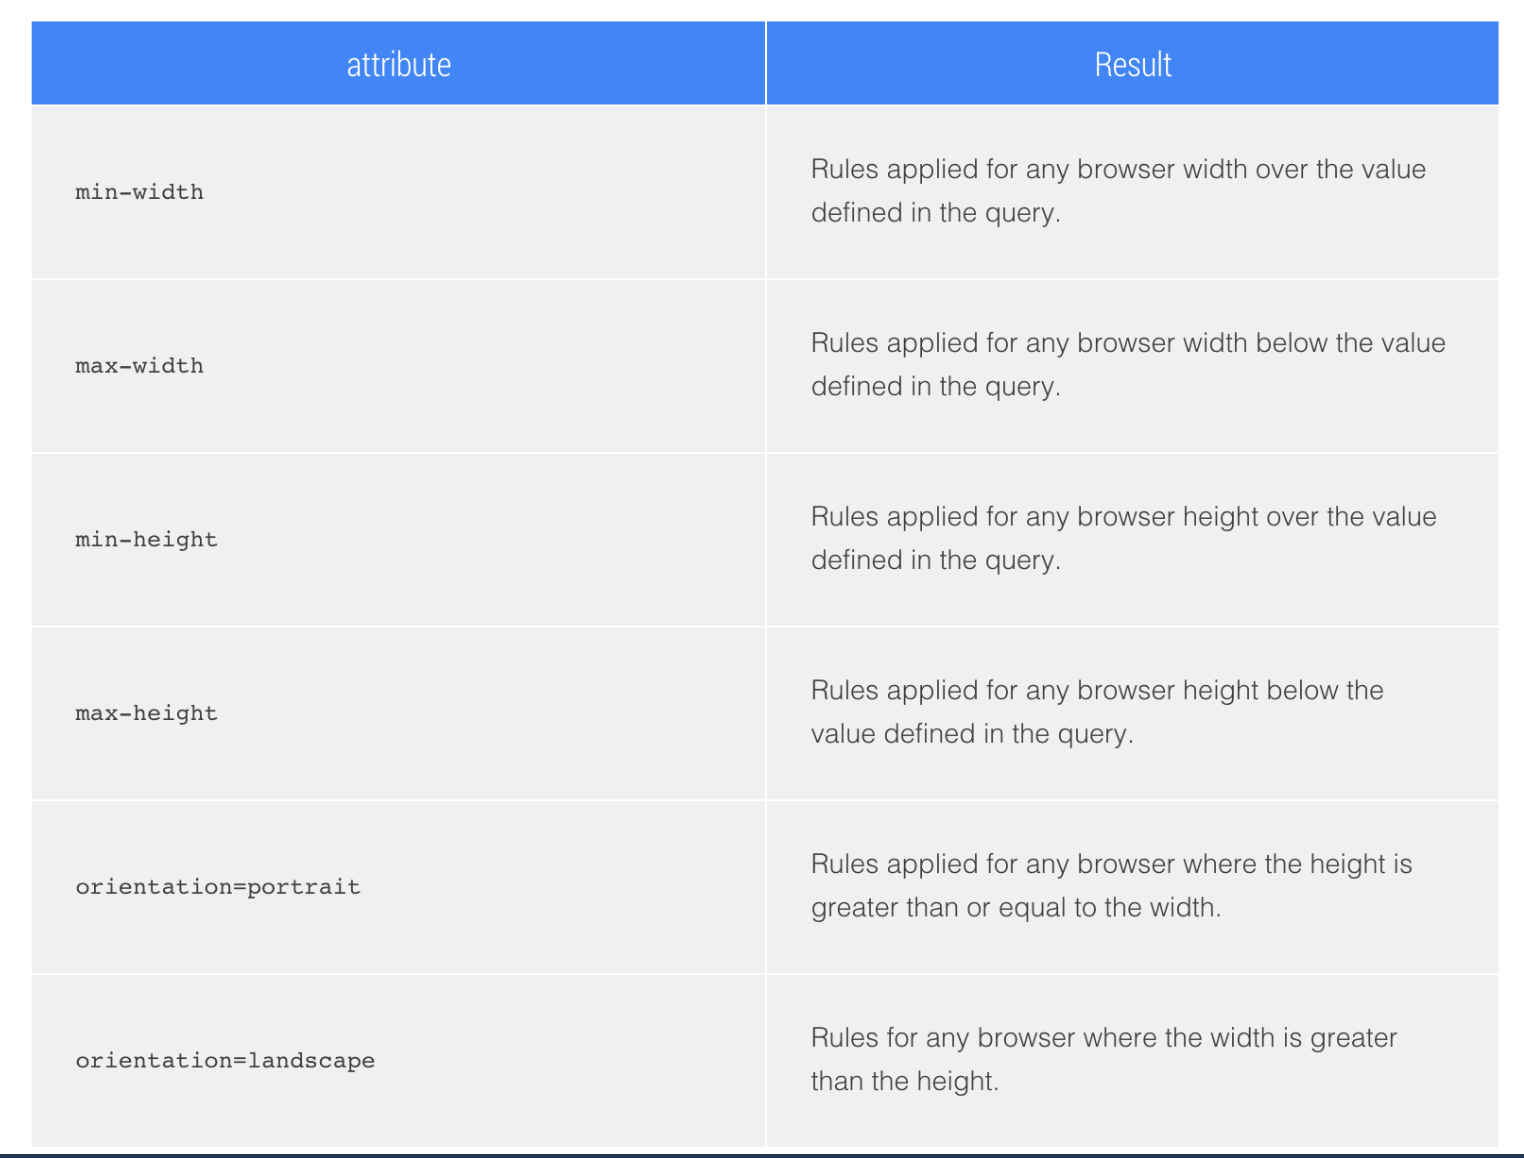 attribute
Result
min-width
Rules applied for any browser width over the value
defined in the query.
max-width
Rules applied for any browser width below the value
defined in the query.
min-height
Rules applied for any browser height over the value
defined in the query.
max-height
Rules applied for any browser height below the
value defined in the query.
orientation=portrait
Rules applied for any browser where the height is
greater than or equal to the width.
orientation=landscape
Rules for any browser where the width is greater
than the height.